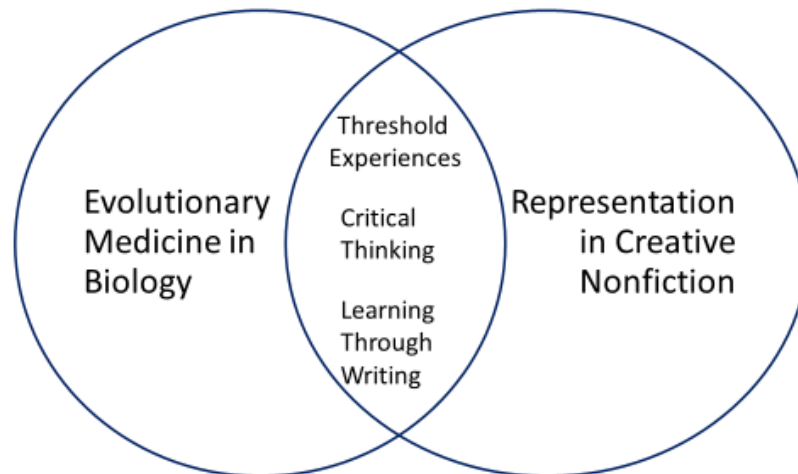 Evolutionary
Medicine in
Biology
Threshold
Experiences
Critical
Thinking
Learning
Through
Writing
Representation
in Creative
Nonfiction